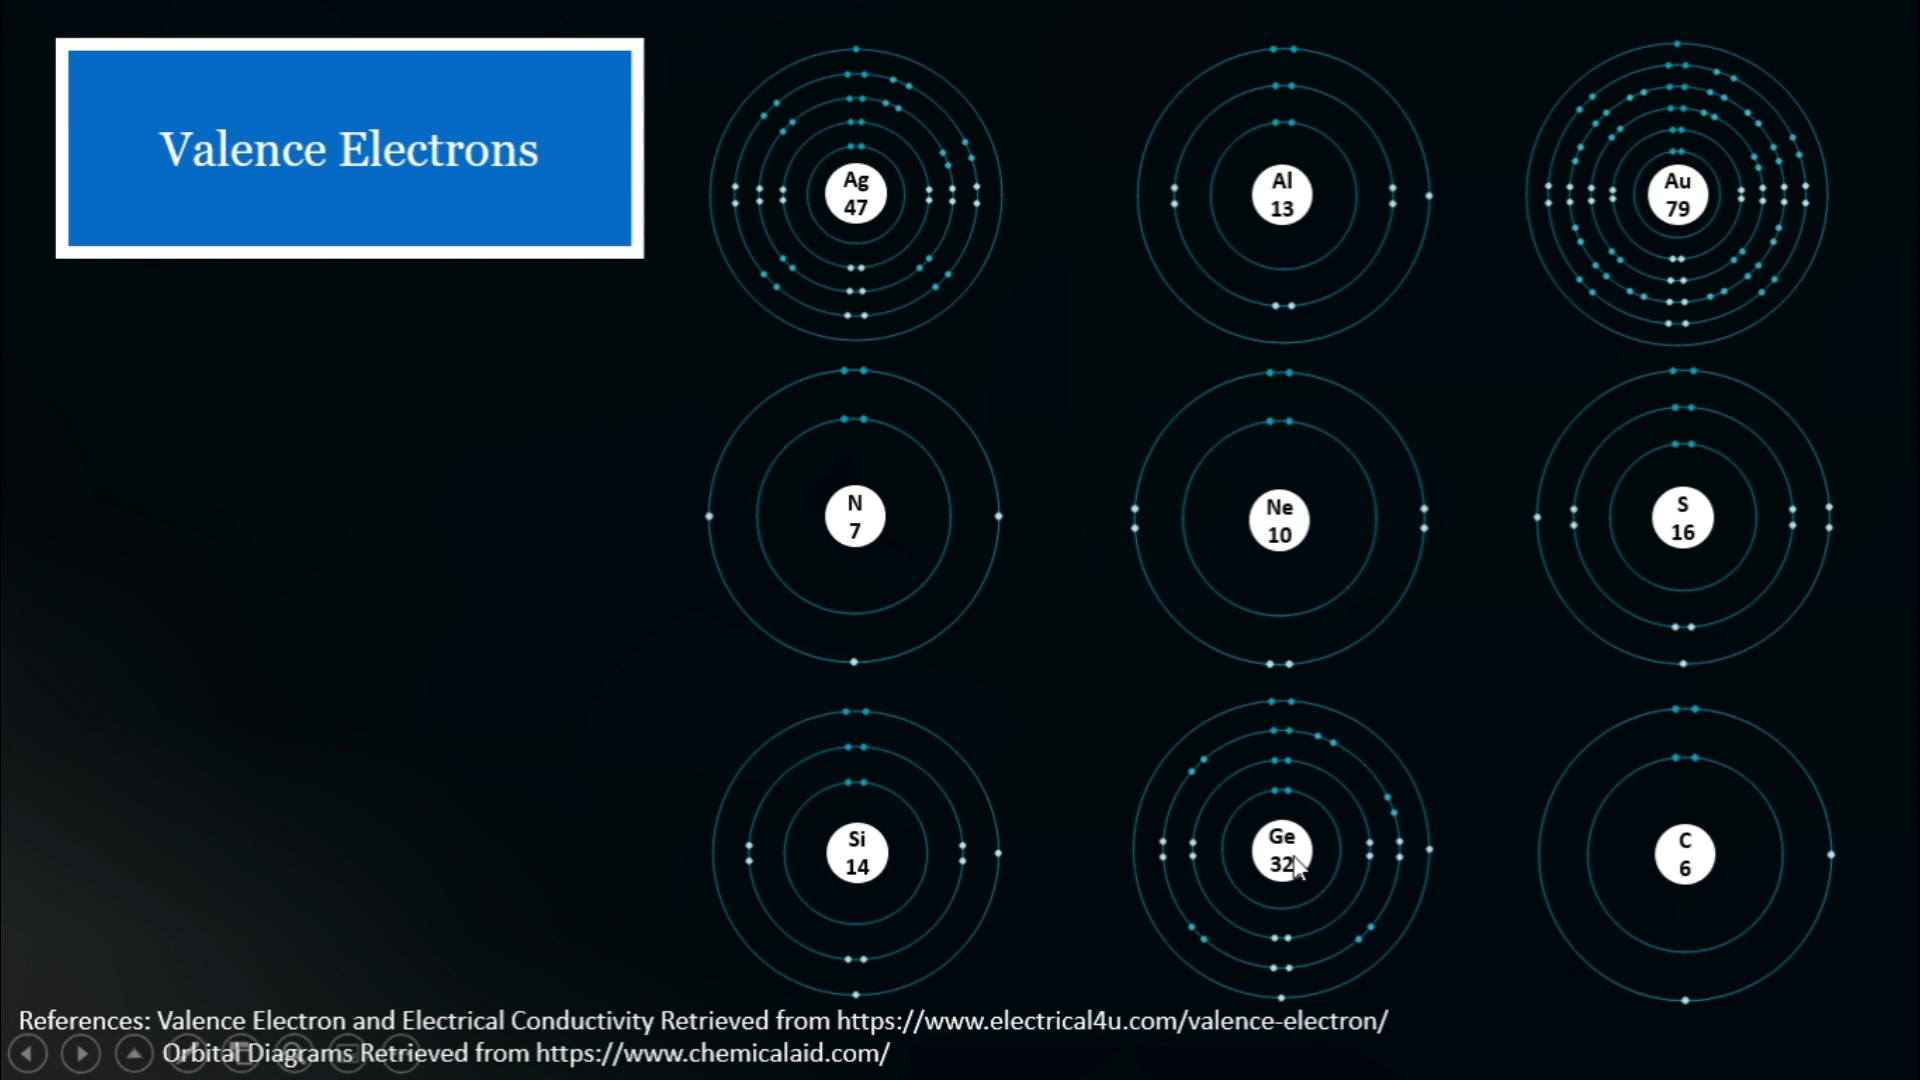 Valence Electrons
Ag
47
Al
13
Au
79
N
7
Ne
10
S
16
Si
14
Ge
32
C
6
References: Valence Electron and Electrical Conductivity Retrieved from https://www.electrical4u.com/valence-electron/
Orbital Diagrams Retrieved from https://www.chemicalaid.com/